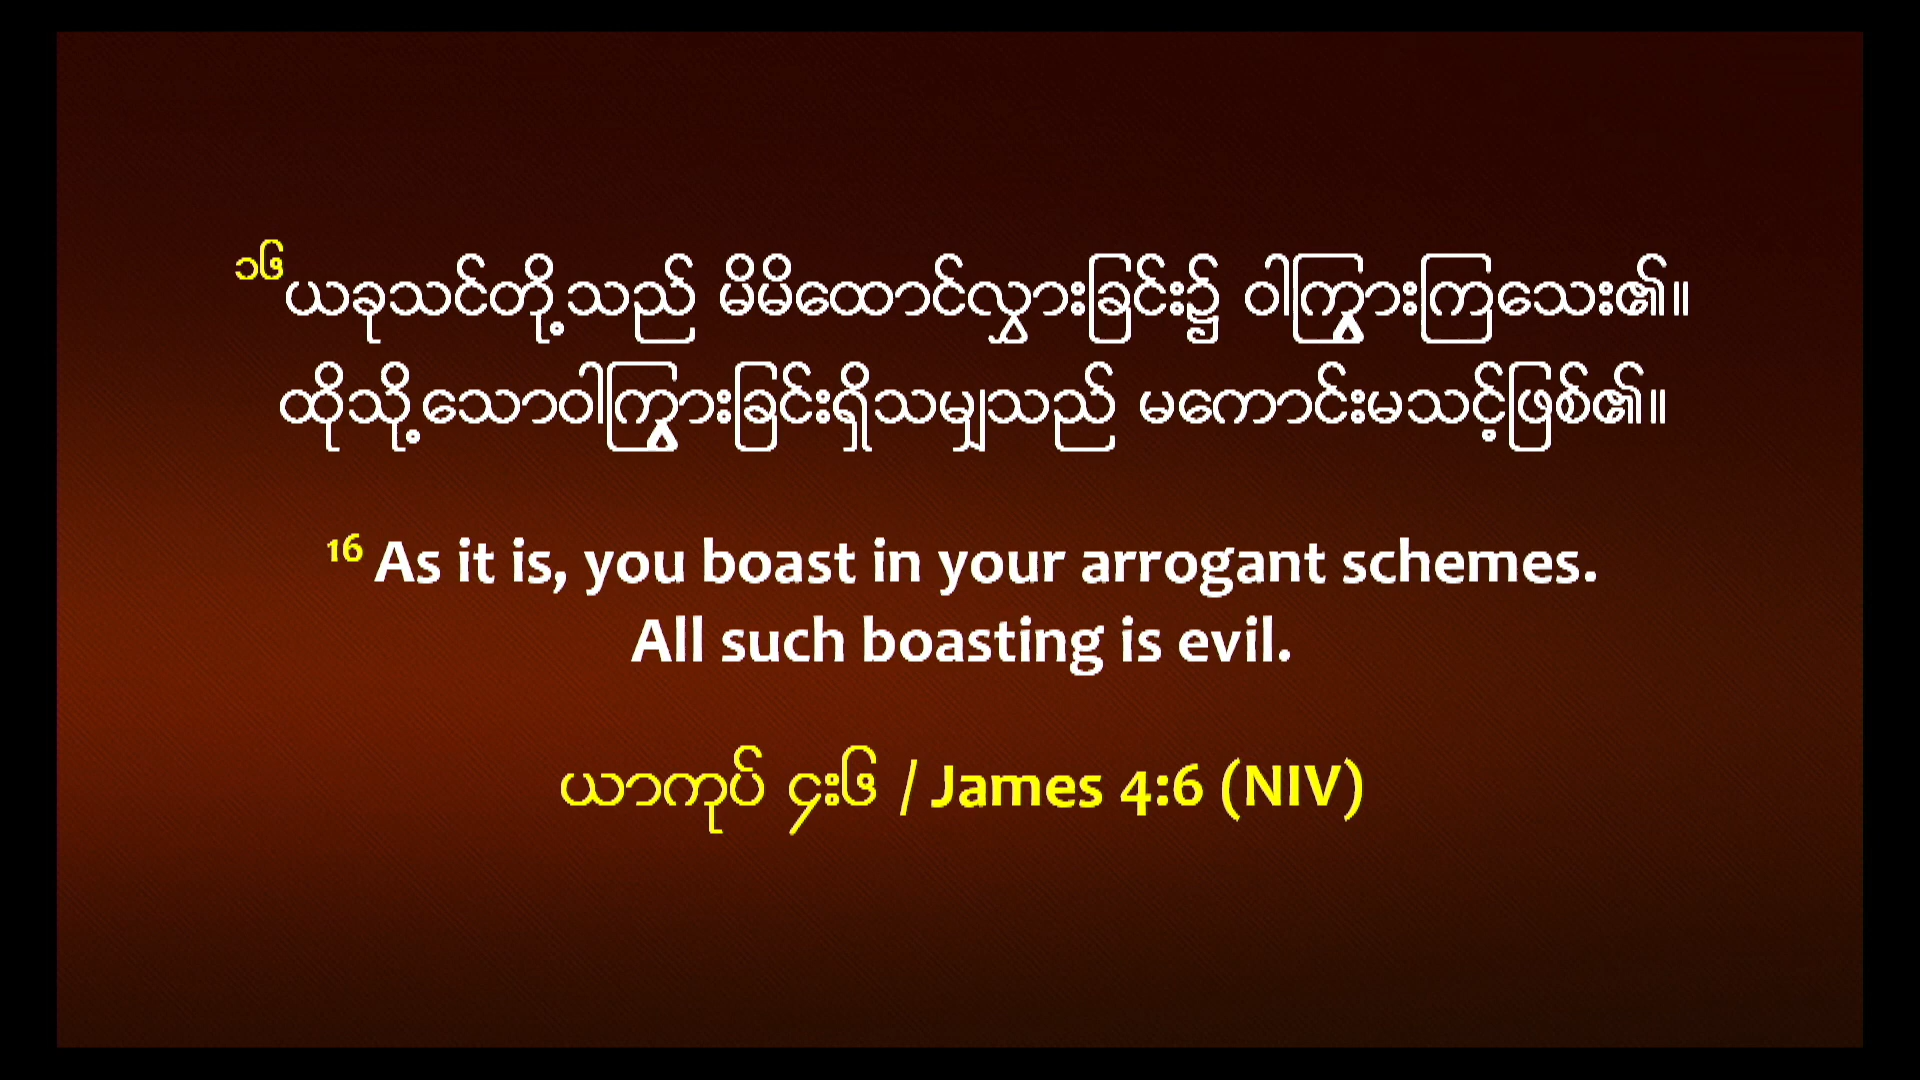 ၁၆ယခုသင်တို့သည် မိမိထောင်လွှားခြင်း၌ ဝါကြွားကြသေး၏။
ထိုသို့သောဝါကြွားခြင်းရှိသမျှသည် မကောင်းမသင့်ဖြစ်၏။
16 As it is, you boast in your arrogant schemes.
All such boasting is evil.
ယာကုပ် ၄း၆ / James 4:6 (NIV)